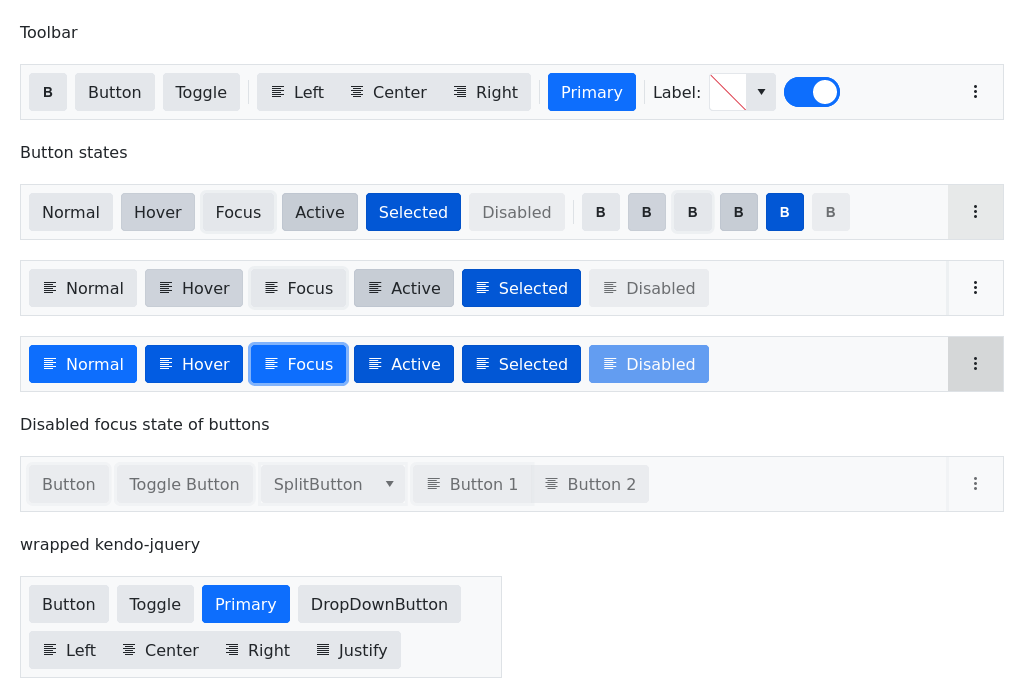 Toolbar
B Button Toggle Left Center Right Primary Label:
Button states
Normal Hover Focus Active Selected Disabled B B B B B B
Normal Hover Focus Active Selected Disabled
Normal Hover Focus Active Selected Disabled
Disabled focus state of buttons
Button Toggle Button SplitButton Button 1 Button 2
wrapped kendo-jquery
Button Toggle Primary DropDownButton
Left Center Right Justify